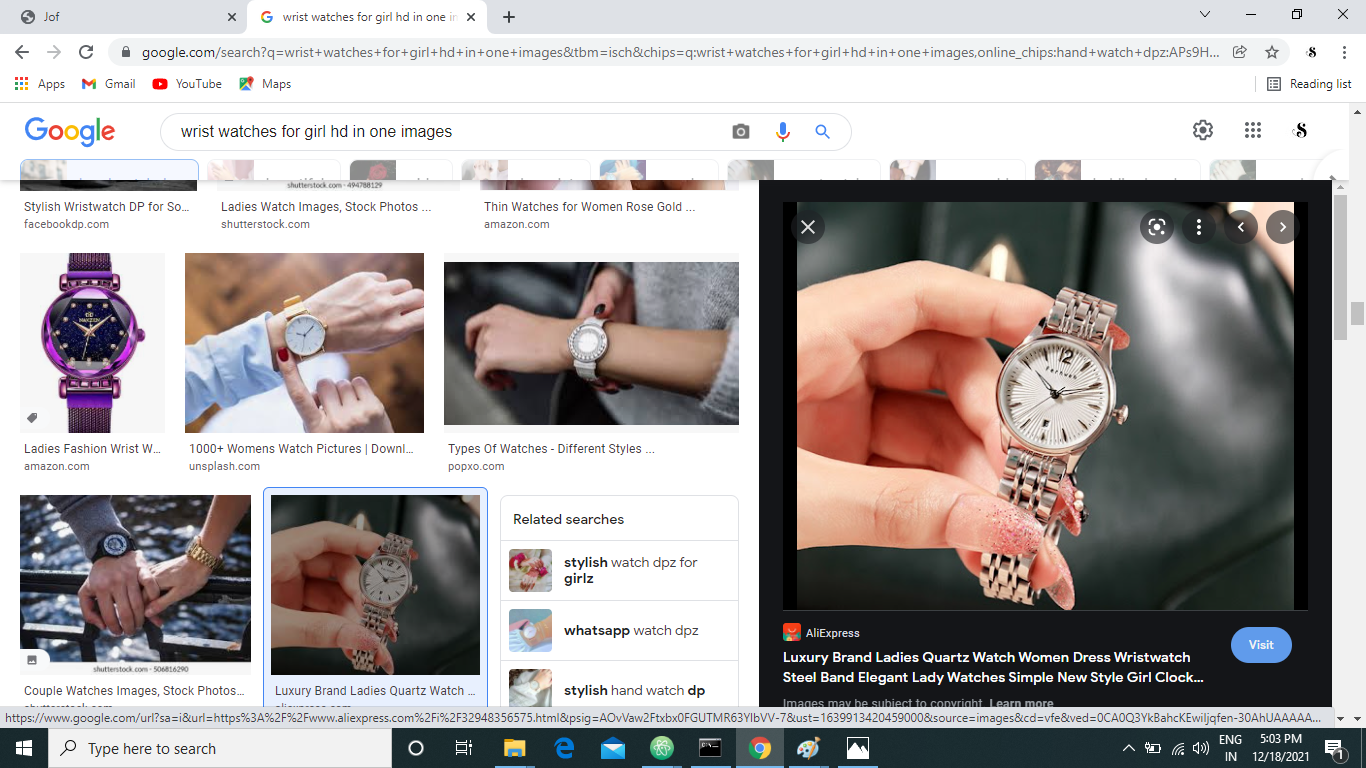 Jof
wrist watches for girl hd in one in
google.com/search?q=wrist+watches+for+girl+hd+in+one+images&tbm=isch&chips=q:wrist+watches+for+girl+hd+in+one+images,online_chips:hand+watch+dpz:APs9H...
Apps
Gmail
YouTube
Maps
Reading list
Google
wrist watches for girl hd in one images
shutterstock.com · 494788129
Stylish Wristwatch DP for So...
facebookdp.com
Ladies Watch Images, Stock Photos ...
shutterstock.com
Thin Watches for Women Rose Gold ...
amazon.com
Ladies Fashion Wrist W...
amazon.com
1000+ Womens Watch Pictures | Downl...
unsplash.com
Types Of Watches - Different Styles ...
popxo.com
shutterstock.com · 506816290
Couple Watches Images, Stock Photos...
Luxury Brand Ladies Quartz Watch ...
Related searches
stylish watch dpz for
girlz
whatsapp watch dpz
stylish hand watch dp
12
AliExpress
Visit
Luxury Brand Ladies Quartz Watch Women Dress Wristwatch
Steel Band Elegant Lady Watches Simple New Style Girl Clock...
Images may be subject to copyright. Learn more
https://www.google.com/url?sa=i&url=https%3A%2F%2Fwww.aliexpress.com%2Fi%2F32948356575.html&psig=AOvVaw2Ftxbx0FGUTMR63YlbVV-7&ust=1639913420459000&source=images&cd=vfe&ved=0CA0Q3YkBahcKEwiIjqfen-30AhUAAAAA...
Type here to search
ENG
IN
5:03 PM
12/18/2021
1